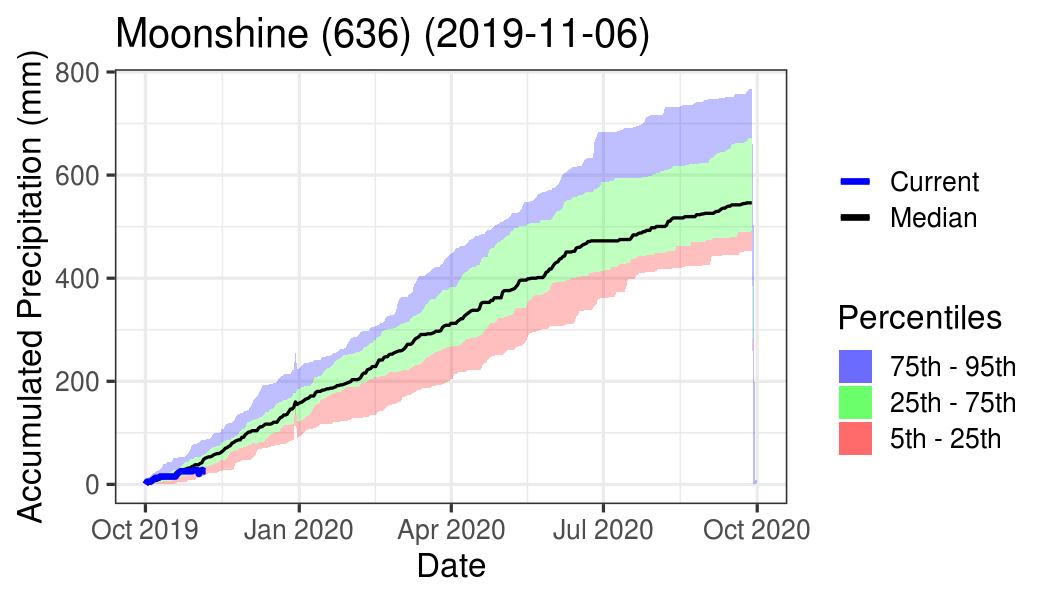 Moonshine (636) (2019-11-06)
Accumulated Precipitation (mm)
800
600
400
200
0
Oct 2019
Jan 2020
Apr 2020
Jul 2020
Oct 2020
Date
Current
Median
Percentiles
75th - 95th
25th - 75th
5th - 25th